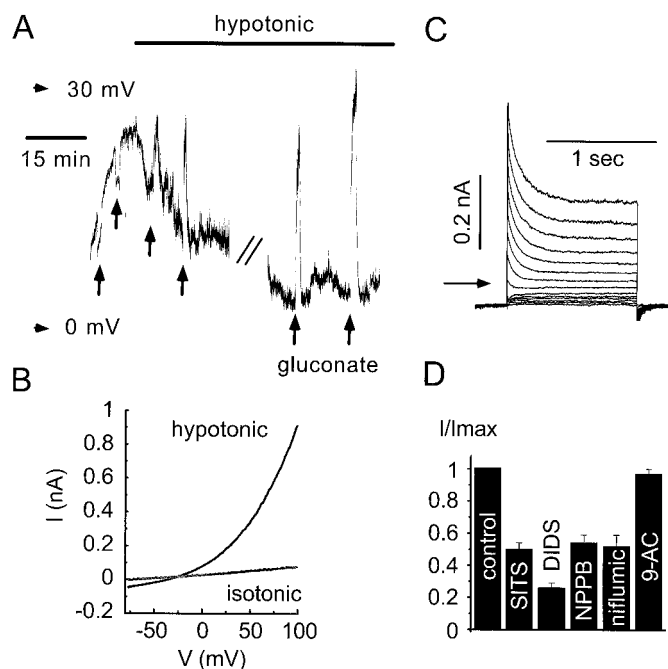 A
hypotonic
30 mV
15 min
0 mV
gluconate
C
1 sec
0.2 nA
B
1
0.8
0.6
0.4
0.2
0
-0.2
I (nA)
hypotonic
isotonic
-50
0
50
100
V (mV)
D
I/Imax
1
0.8
0.6
0.4
0.2
0
control
SITS
DIDS
NPPB
niflumic
9-AC